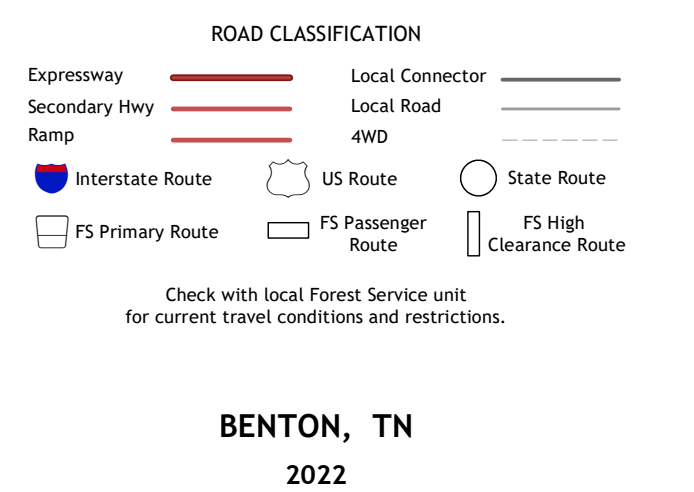 ROAD CLASSIFICATION
Expressway
Local Connector
Secondary Hwy
Local Road
Ramp
4WD
Interstate Route
US Route
State Route
FS Primary Route
FS Passenger
Route
FS High
Clearance Route
Check with local Forest Service unit
for current travel conditions and restrictions.
BENTON, TN
2022